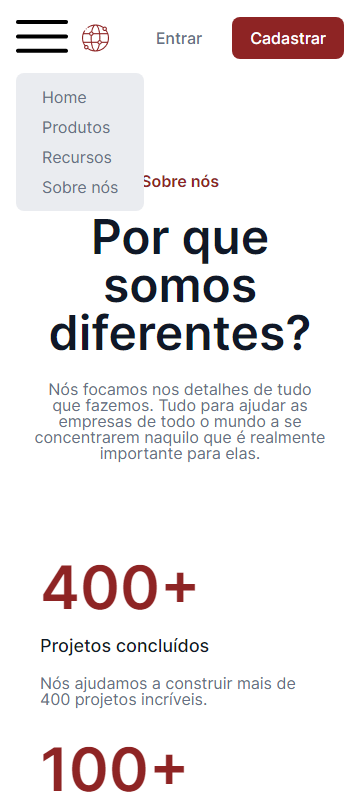 Entrar
Cadastrar
Home
Produtos
Recursos
Sobre nós
Sobre nós
Por que
somos
diferentes?
Nós focamos nos detalhes de tudo
que fazemos. Tudo para ajudar as
empresas de todo o mundo a se
concentrarem naquilo que é realmente
importante para elas.
400+
Projetos concluídos
Nós ajudamos a construir mais de
400 projetos incríveis.
100+